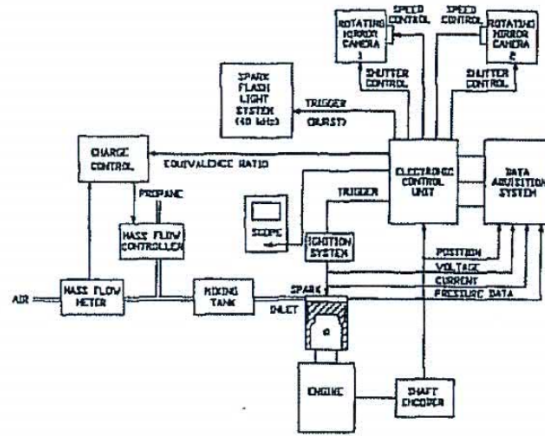 SPEED
CONTROL
SPEED
CONTROL
ROTATING
MIRROR
CAMERA
1
ROTATING
MIRROR
CAMERA
2
SHUTTER
CONTROL
SHUTTER
CONTROL
SPARK
FLASH
LIGHT
SYSTEM
(40 kHz)
TRIGGER
(BURST)
CHARGE
CONTROL
EQUIVALENCE RATIO
ELECTRONIC
CONTROL
UNIT
DATA
AQUISITION
SYSTEM
PROPANE
TRIGGER
MASS FLOW
CONTROLLER
SCOPE
IGNITION
SYSTEM
POSITION
VOLTAGE
CURRENT
PRESSURE DATA
AIR
MASS FLOW
METER
MIXING
TANK
SPARK
INLET
ENGINE
SHAFT
ENCODER